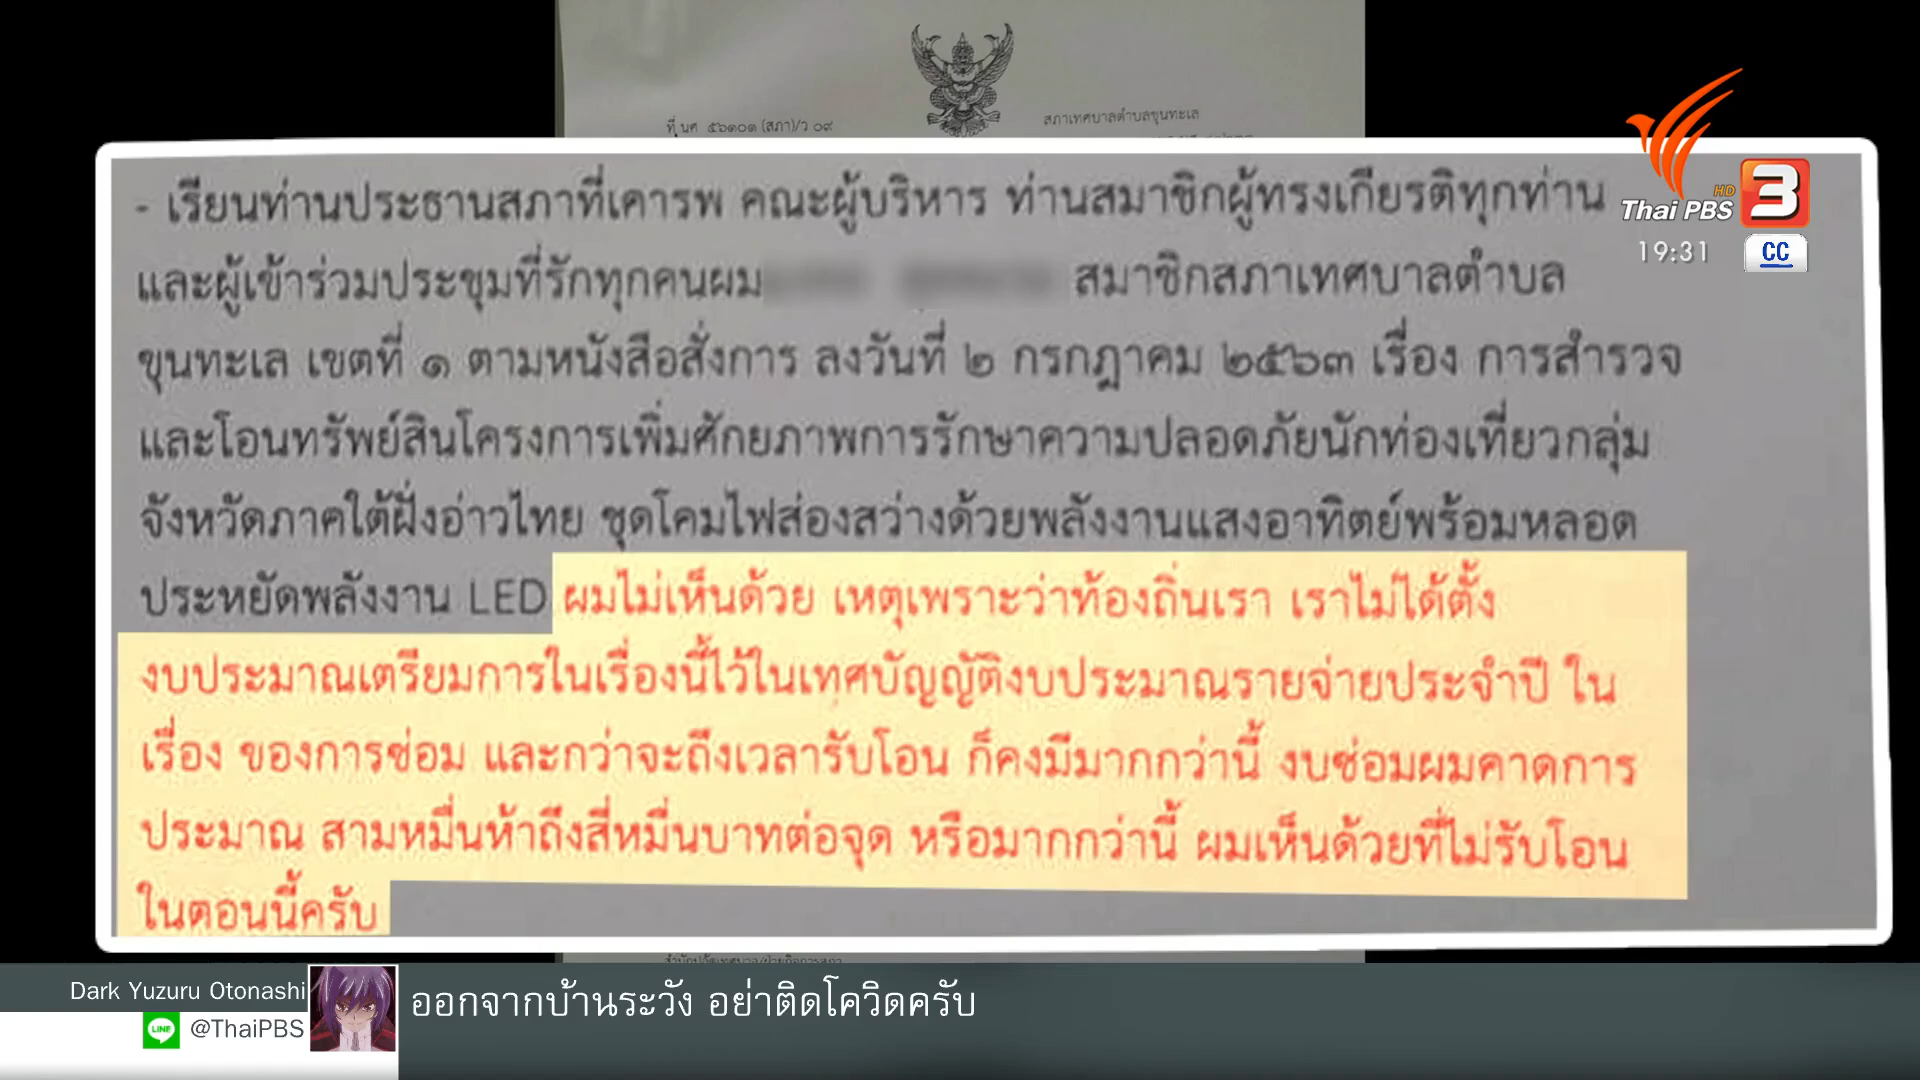 ที่ นศ ๕๖๑๐๑ (สภา)/ว ๐๙
สภาเทศบาลตำบลขุนทะเล
- เรียนท่านประธานสภาที่เคารพ คณะผู้บริหาร ท่านสมาชิกผู้ทรงเกียรติทุกท่าน
และผู้เข้าร่วมประชุมที่รักทุกคนผม สมาชิกสภาเทศบาลตำบล
ขุนทะเล เขตที่ ๑ ตามหนังสือสั่งการ ลงวันที่ ๒ กรกฎาคม ๒๕๖๓ เรื่อง การสำรวจ
และโอนทรัพย์สินโครงการเพิ่มศักยภาพการรักษาความปลอดภัยนักท่องเที่ยวกลุ่ม
จังหวัดภาคใต้ฝั่งอ่าวไทย ชุดโคมไฟส่องสว่างด้วยพลังงานแสงอาทิตย์พร้อมหลอด
ประหยัดพลังงาน LED ผมไม่เห็นด้วย เหตุเพราะว่าท้องถิ่นเรา เราไม่ได้ตั้ง
งบประมาณเตรียมการในเรื่องนี้ไว้ในเทศบัญญัติงบประมาณรายจ่ายประจำปี ใน
เรื่อง ของการซ่อม และกว่าจะถึงเวลารับโอน ก็คงมีมากกว่านี้ งบซ่อมผมคาดการ
ประมาณ สามหมื่นห้าถึงสี่หมื่นบาทต่อจุด หรือมากกว่านี้ ผมเห็นด้วยที่ไม่รับโอน
ในตอนนี้ครับ
Thai PBS HD 3
19:31
CC
Dark Yuzuru Otonashi
LINE @ThaiPBS
ออกจากบ้านระวัง อย่าติดโควิดครับ